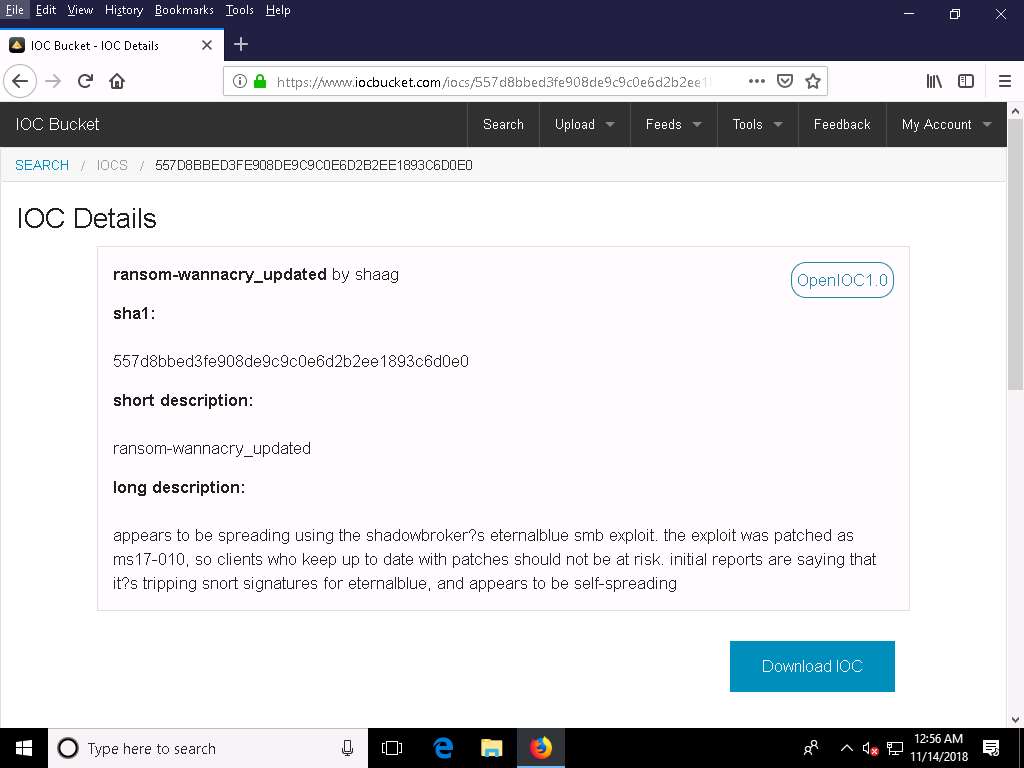 File Edit View History Bookmarks Tools Help
IOC Bucket - IOC Details
https://www.iocbucket.com/iocs/557d8bbed3fe908de9c9c0e6d2b2ee1
IOC Bucket Search Upload Feeds Tools Feedback My Account
SEARCH / IOCS / 557D8BBED3FE908DE9C9C0E6D2B2EE1893C6D0E0
IOC Details
ransom-wannacry_updated by shaag
OpenIOC1.0
sha1:
557d8bbed3fe908de9c9c0e6d2b2ee1893c6d0e0
short description:
ransom-wannacry_updated
long description:
appears to be spreading using the shadowbroker?s eternalblue smb exploit. the exploit was patched as
ms17-010, so clients who keep up to date with patches should not be at risk. initial reports are saying that
it?s tripping snort signatures for eternalblue, and appears to be self-spreading
Download IOC
Type here to search
12:56 AM
11/14/2018